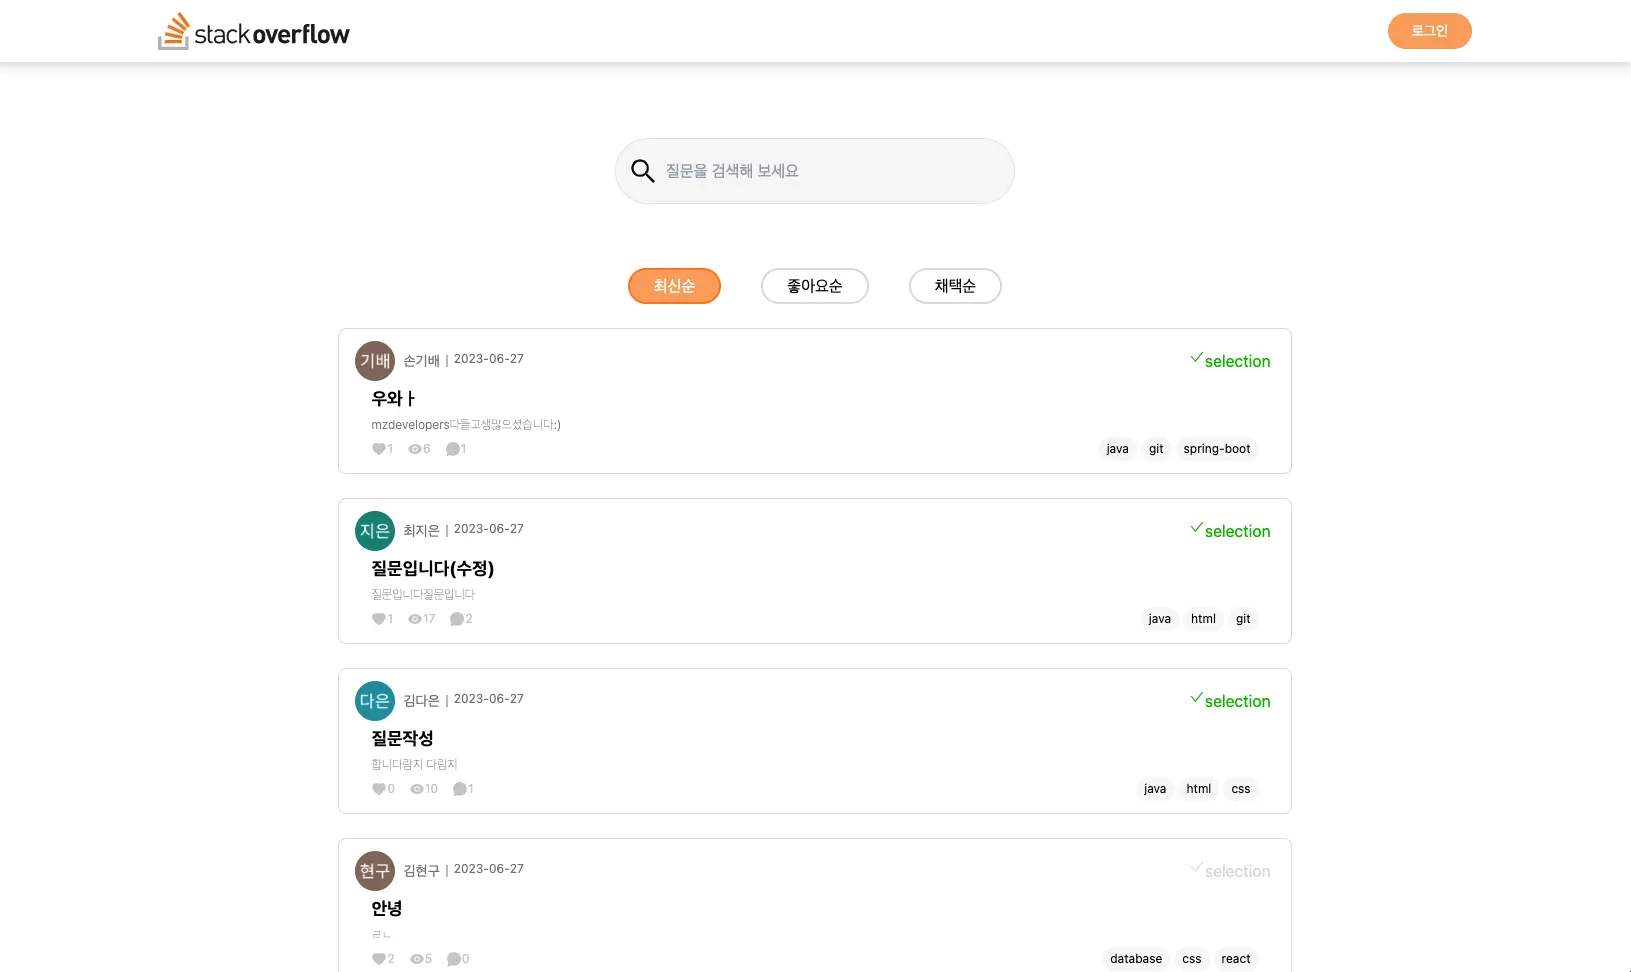 stack overflow
로그인
질문을 검색해 보세요
최신순 좋아요순 채택순
기배 손기배 | 2023-06-27 selection
우와ㅏ
mzdevelopers다들고생많으셨습니다:)
1 6 1 java git spring-boot
지은 최지은 | 2023-06-27 selection
질문입니다(수정)
질문입니다질문입니다
1 17 2 java html git
다은 김다은 | 2023-06-27 selection
질문작성
합니다람지 다림지
0 10 1 java html css
현구 김현구 | 2023-06-27 selection
안녕
ㄹㄴ
2 5 0 database css react